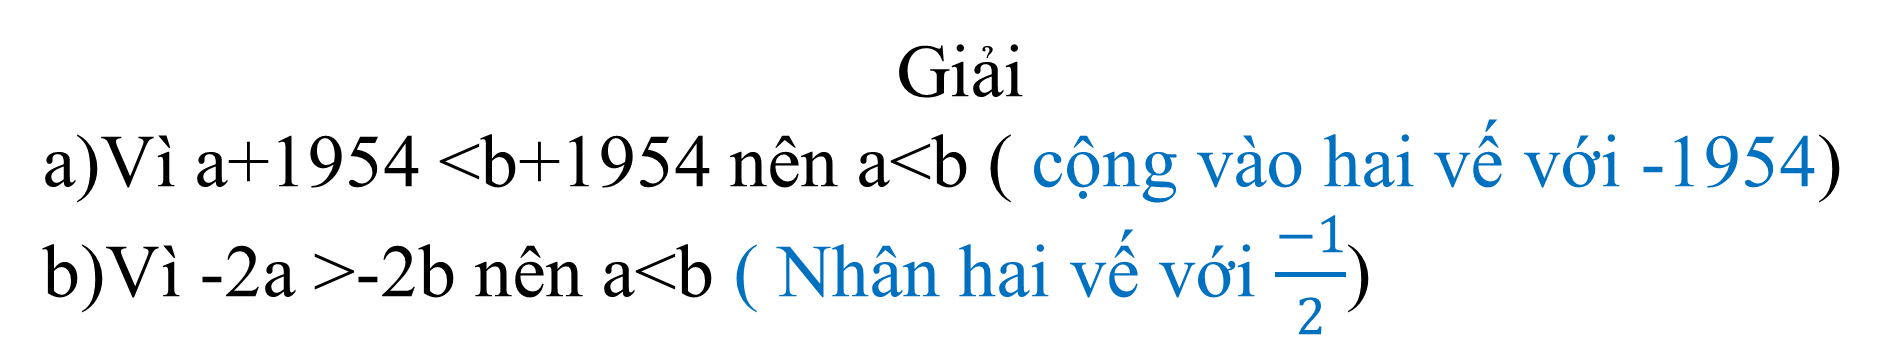 Giải
a)Vì a+1954 <b+1954 nên a<b ( cộng vào hai vế với -1954)
b)Vì -2a >-2b nên a<b ( Nhân hai vế với \frac{-1}{2})